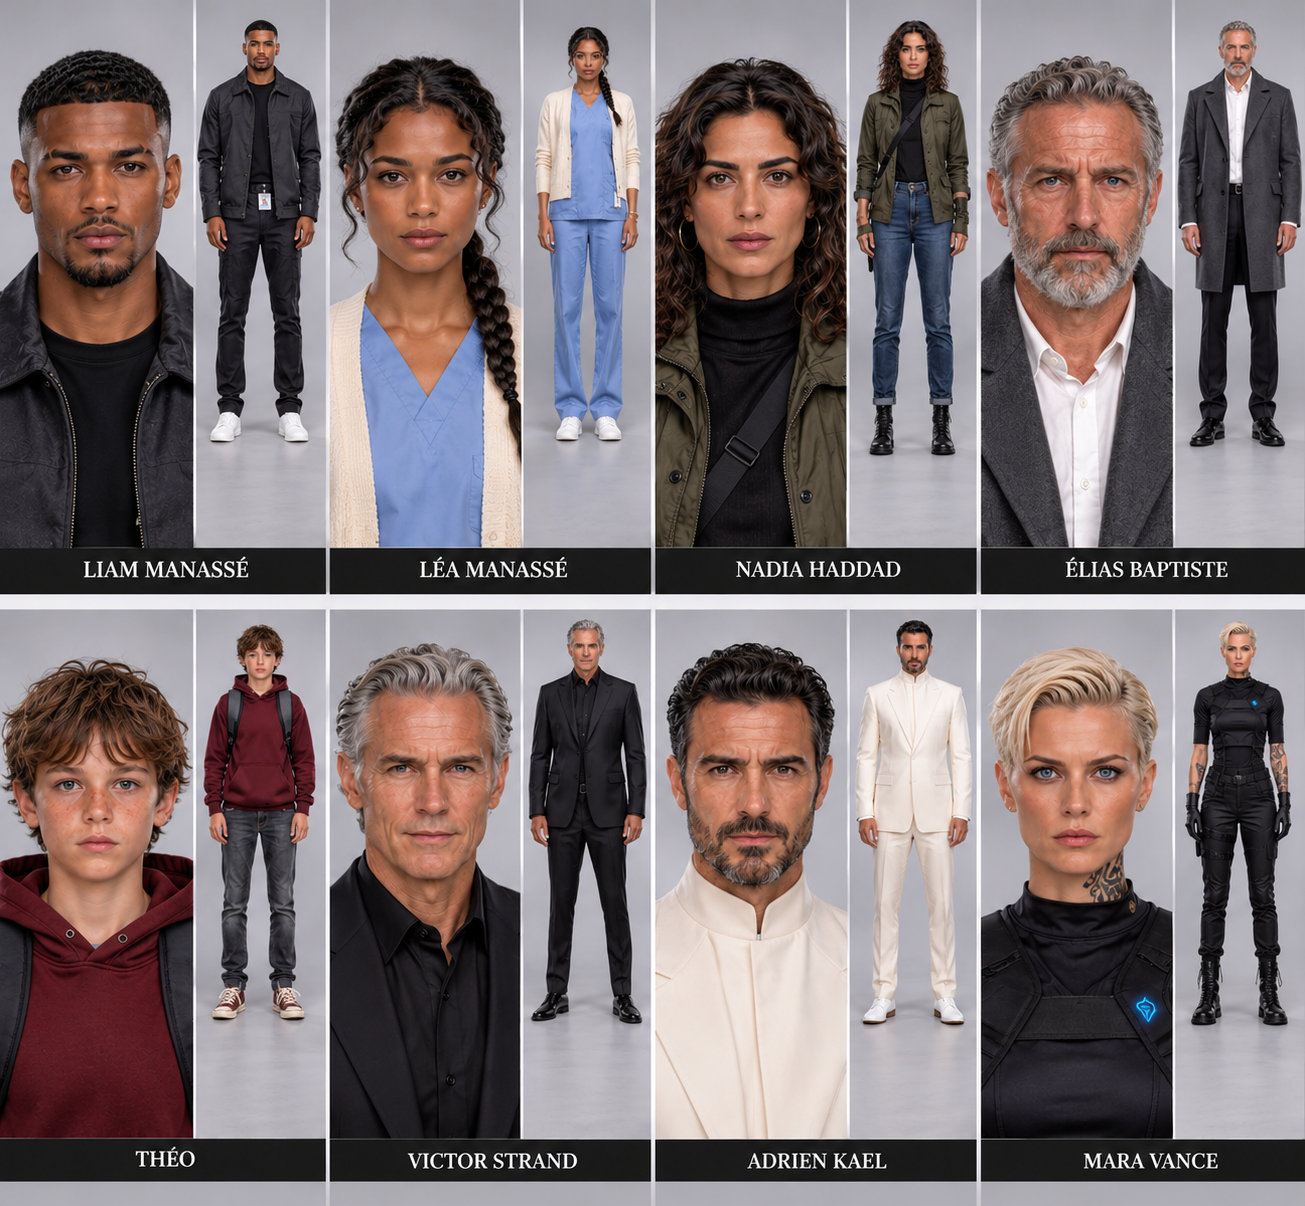 LIAM MANASSÉ
LÉA MANASSÉ
NADIA HADDAD
ÉLIAS BAPTISTE
THÉO
VICTOR STRAND
ADRIEN KAEL
MARA VANCE